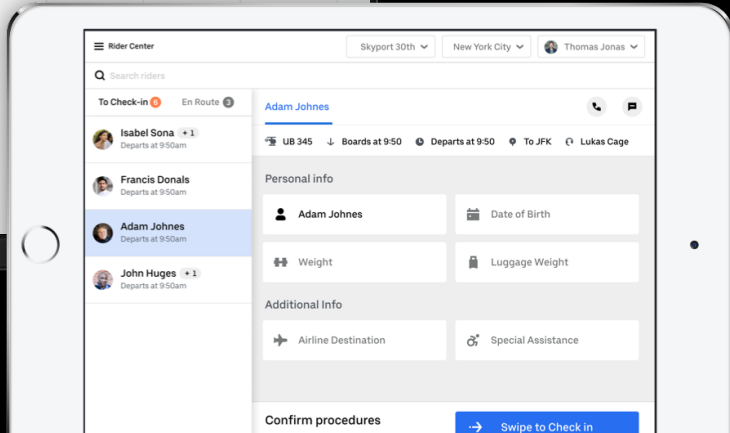 Rider Center
Skyport 30th
New York City
Thomas Jonas
Search riders
To Check-in 6
En Route 3
Isabel Sona + 1
Departs at 9:50am
Francis Donals
Departs at 9:50am
Adam Johnes
Departs at 9:50am
John Huges + 1
Departs at 9:50am
Adam Johnes
UB 345
Boards at 9:50
Departs at 9:50
To JFK
Lukas Cage
Personal info
Adam Johnes
Date of Birth
Weight
Luggage Weight
Additional Info
Airline Destination
Special Assistance
Confirm procedures
Swipe to Check in